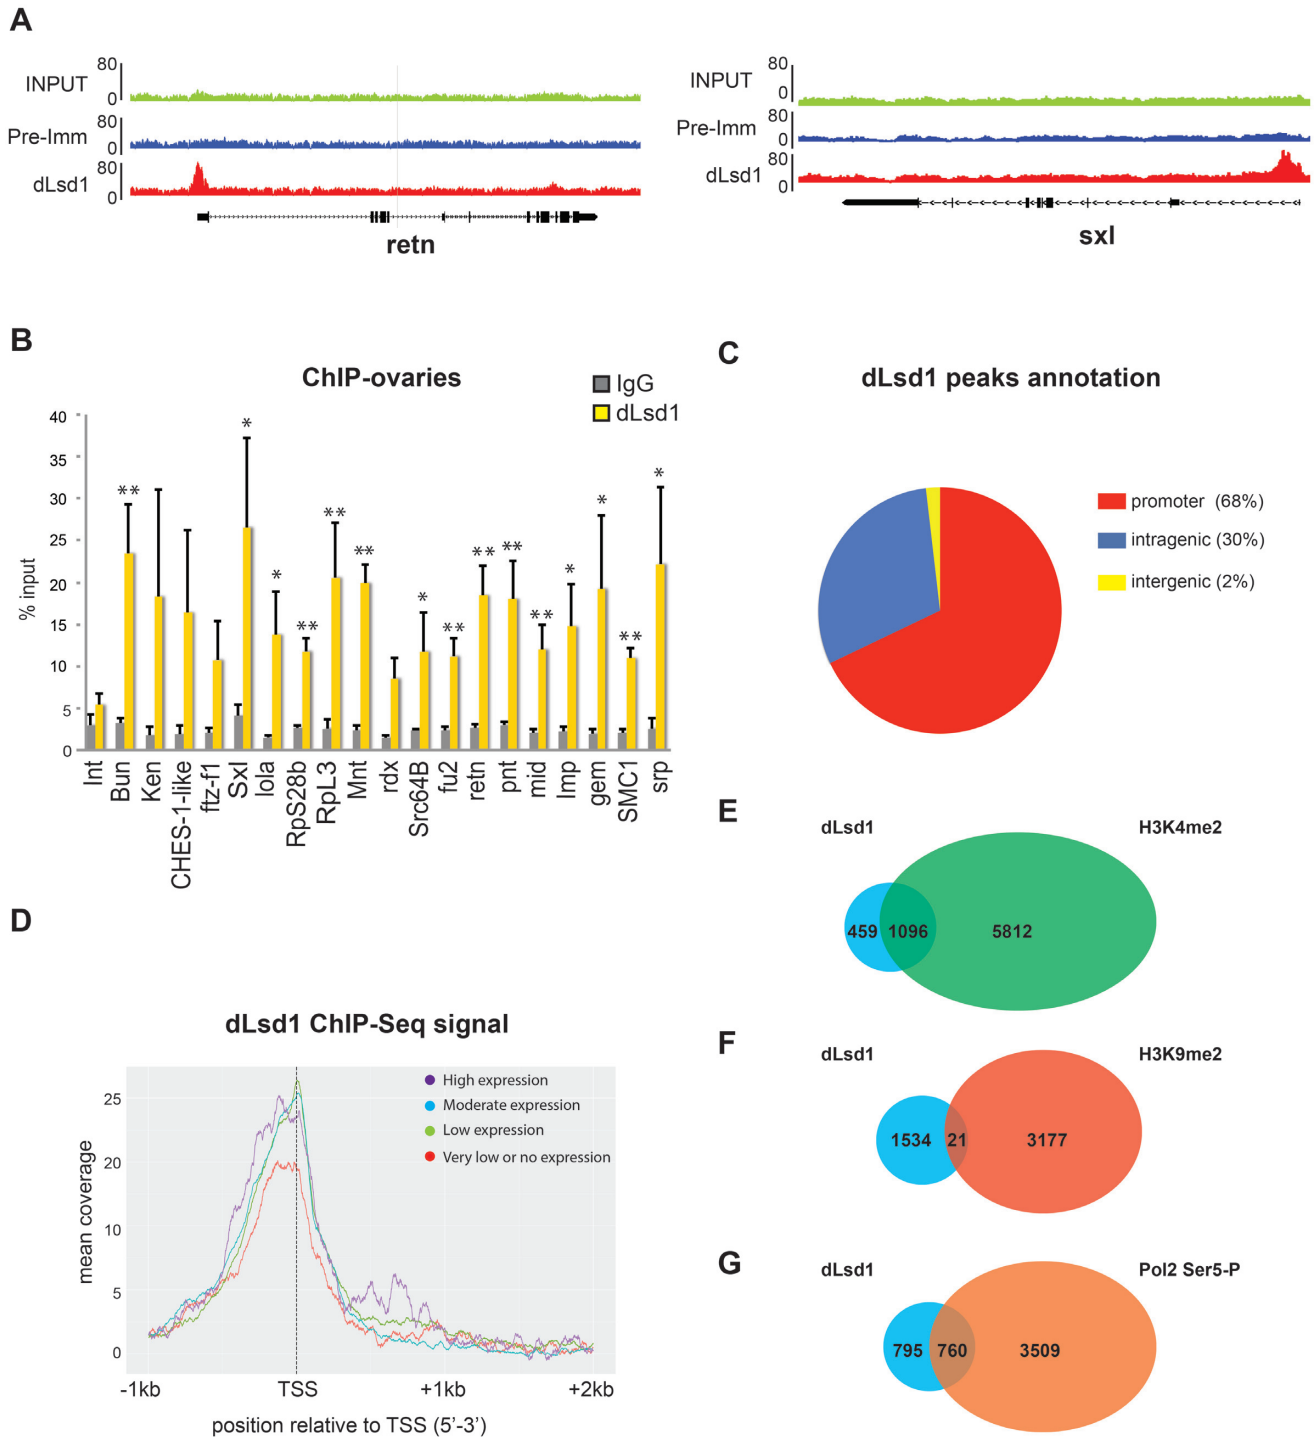 A
INPUT
80
0
Pre-Imm
80
0
dLsd1
80
0
retn
INPUT
80
0
Pre-Imm
80
0
dLsd1
80
0
sxl
B
ChIP-ovaries
IgG
dLsd1
% input
40
35
30
25
20
15
10
5
0
* * * * * * * * * * * * * * * * * * * * * *
Int
Bun
Ken
CHES-1-like
ftz-f1
Sxl
lola
RpS28b
RpL3
Mnt
rdx
Src64B
fu2
retn
pnt
mid
Imp
gem
SMC1
srp
C
dLsd1 peaks annotation
promoter (68%)
intragenic (30%)
intergenic (2%)
D
dLsd1 ChIP-Seq signal
High expression
Moderate expression
Low expression
Very low or no expression
mean coverage
25
20
10
5
0
-1kb
TSS
+1kb
+2kb
position relative to TSS (5'-3')
E
dLsd1
H3K4me2
459
1096
5812
F
dLsd1
H3K9me2
1534
21
3177
G
dLsd1
Pol2 Ser5-P
795
760
3509